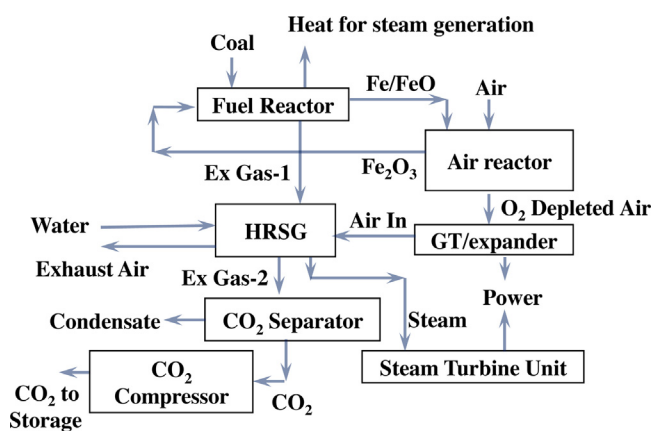 Heat for steam generation
Coal
Fuel Reactor
Fe/FeO
Air
Ex Gas-1
Fe₂O₃
Air reactor
Water
HRSG
Air In
O₂ Depleted Air
GT/expander
Exhaust Air
Ex Gas-2
Power
Condensate
CO₂ Separator
Steam
CO₂
Compressor
Steam Turbine Unit
CO₂ to
Storage
CO₂